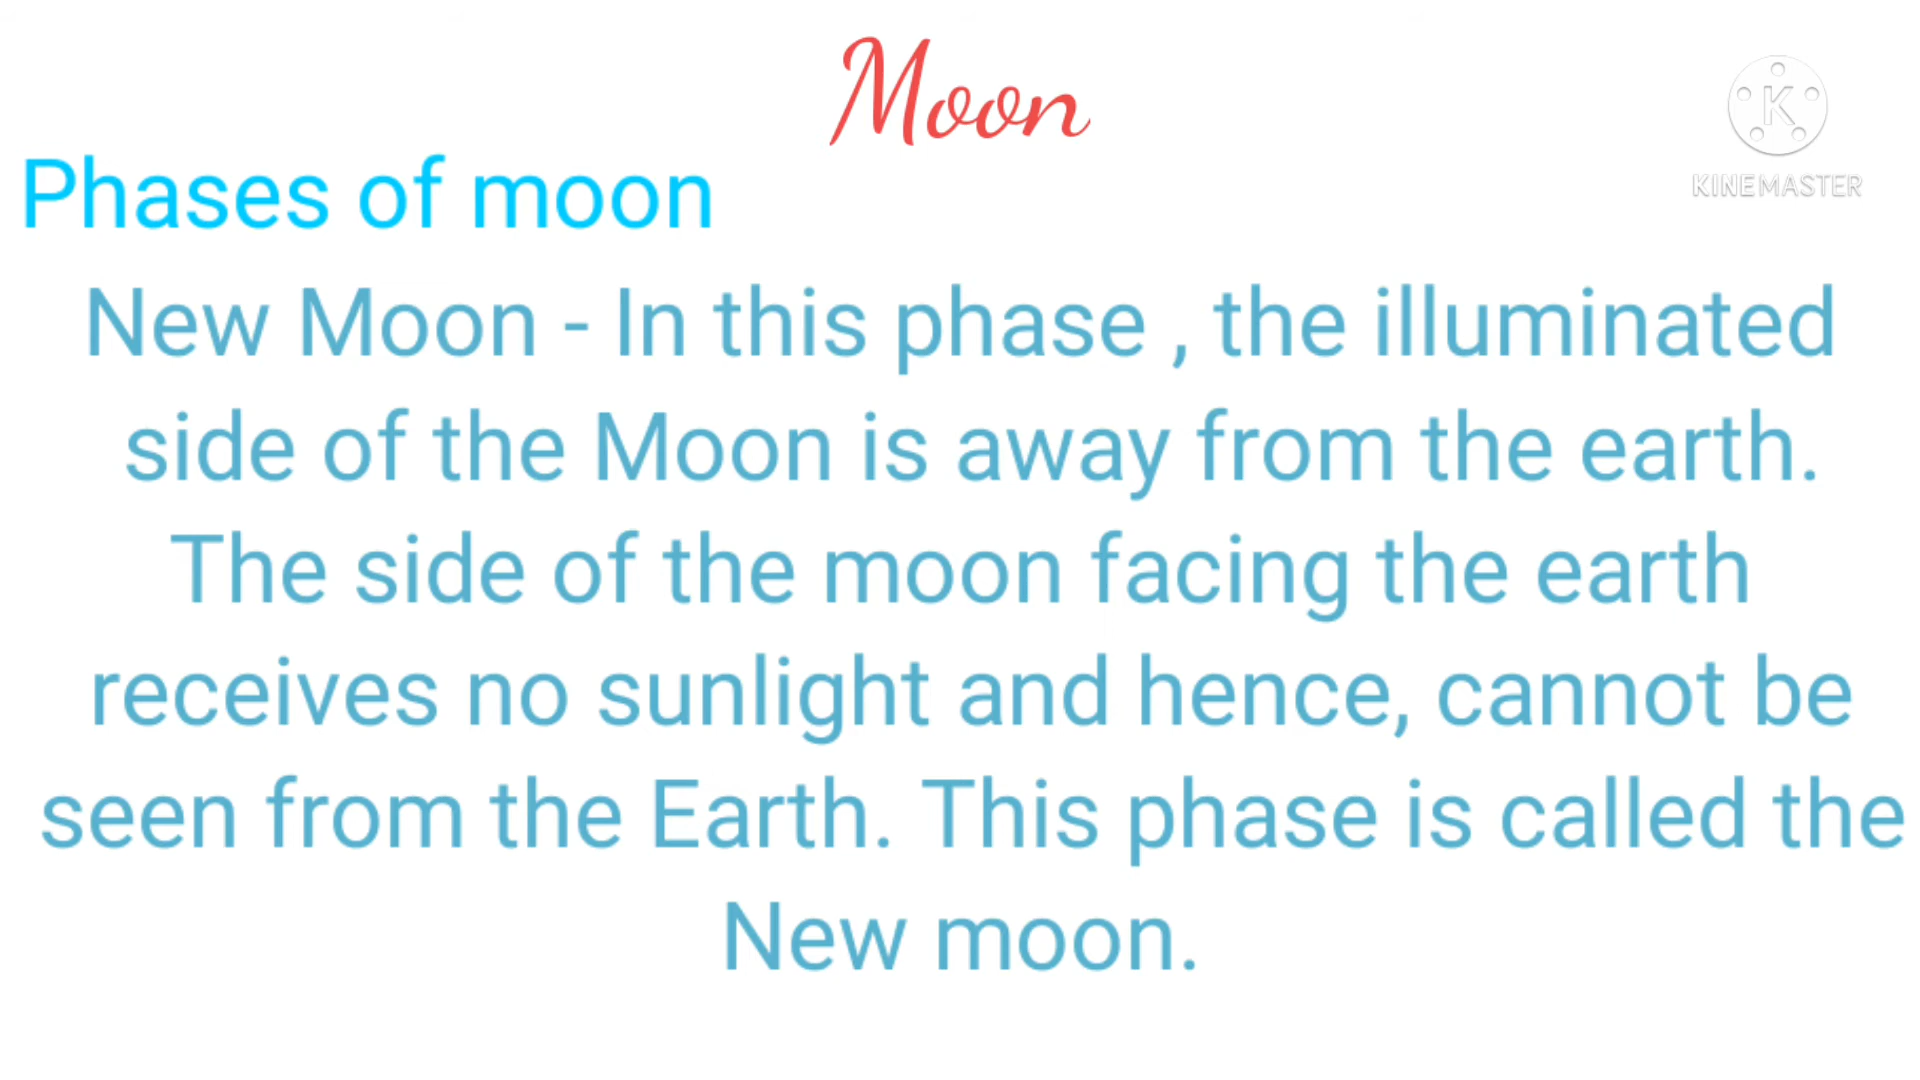 Moon
KINEMASTER
Phases of moon
New Moon - In this phase , the illuminated
side of the Moon is away from the earth.
The side of the moon facing the earth
receives no sunlight and hence, cannot be
seen from the Earth. This phase is called the
New moon.